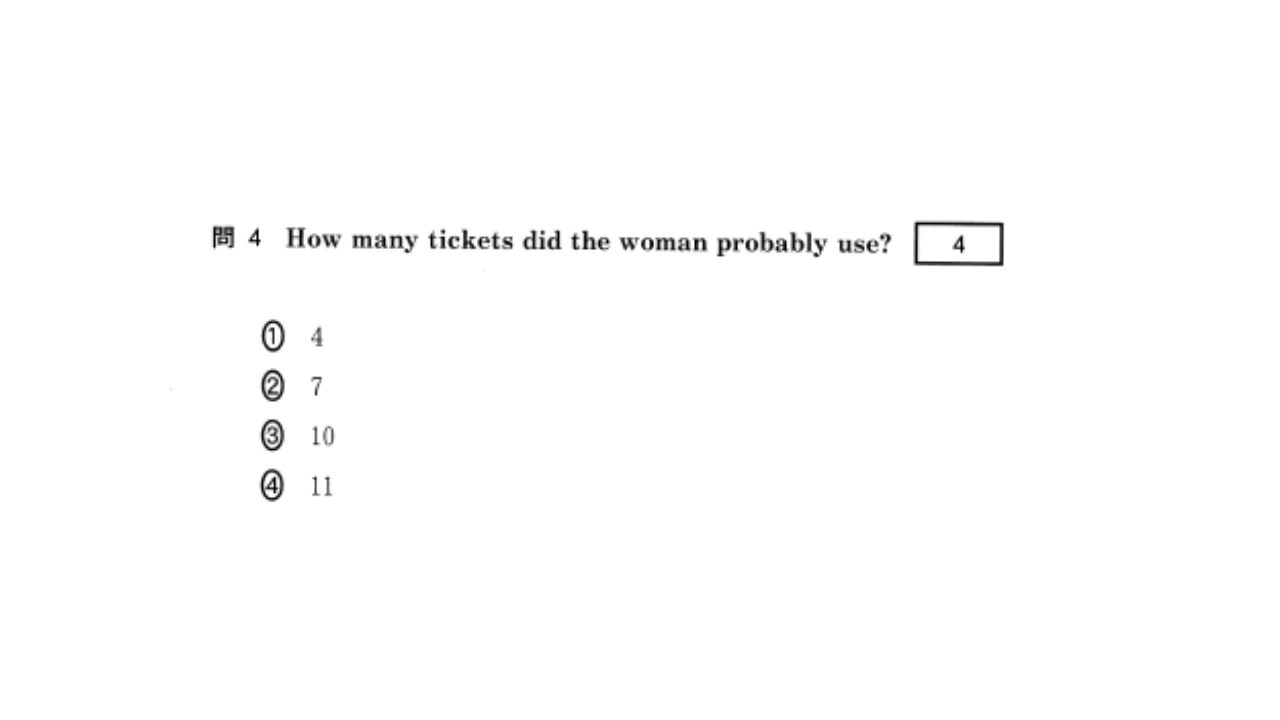 問 4 How many tickets did the woman probably use? 4
① 4
② 7
③ 10
④ 11